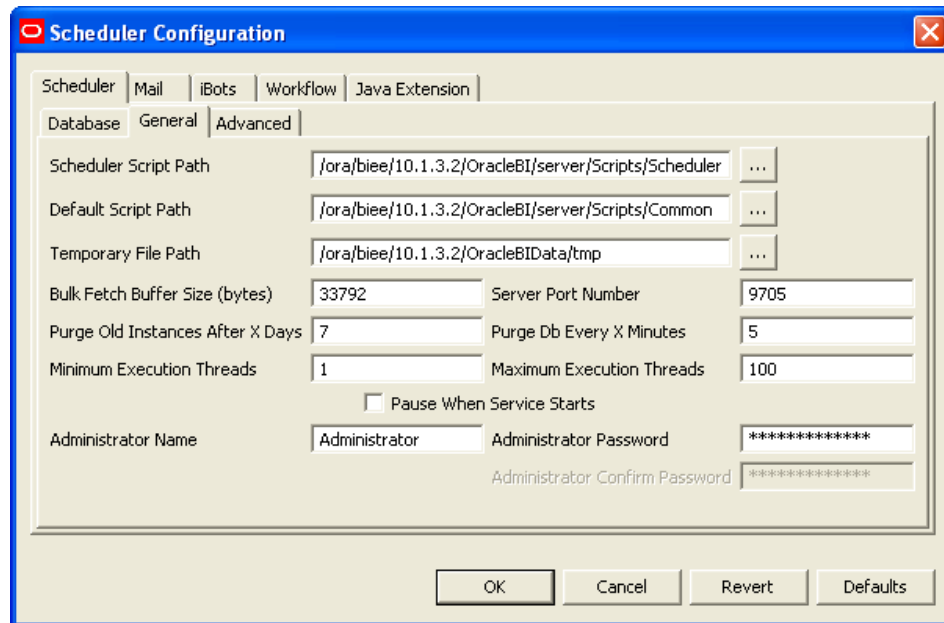 Scheduler Configuration
Scheduler Mail iBots Workflow Java Extension
Database General Advanced
Scheduler Script Path /ora/biee/10.1.3.2/OracleBI/server/Scripts/Scheduler ...
Default Script Path /ora/biee/10.1.3.2/OracleBI/server/Scripts/Common ...
Temporary File Path /ora/biee/10.1.3.2/OracleBIData/tmp ...
Bulk Fetch Buffer Size (bytes) 33792 Server Port Number 9705
Purge Old Instances After X Days 7 Purge Db Every X Minutes 5
Minimum Execution Threads 1 Maximum Execution Threads 100
Pause When Service Starts
Administrator Name Administrator Administrator Password *************
Administrator Confirm Password *************
OK Cancel Revert Defaults